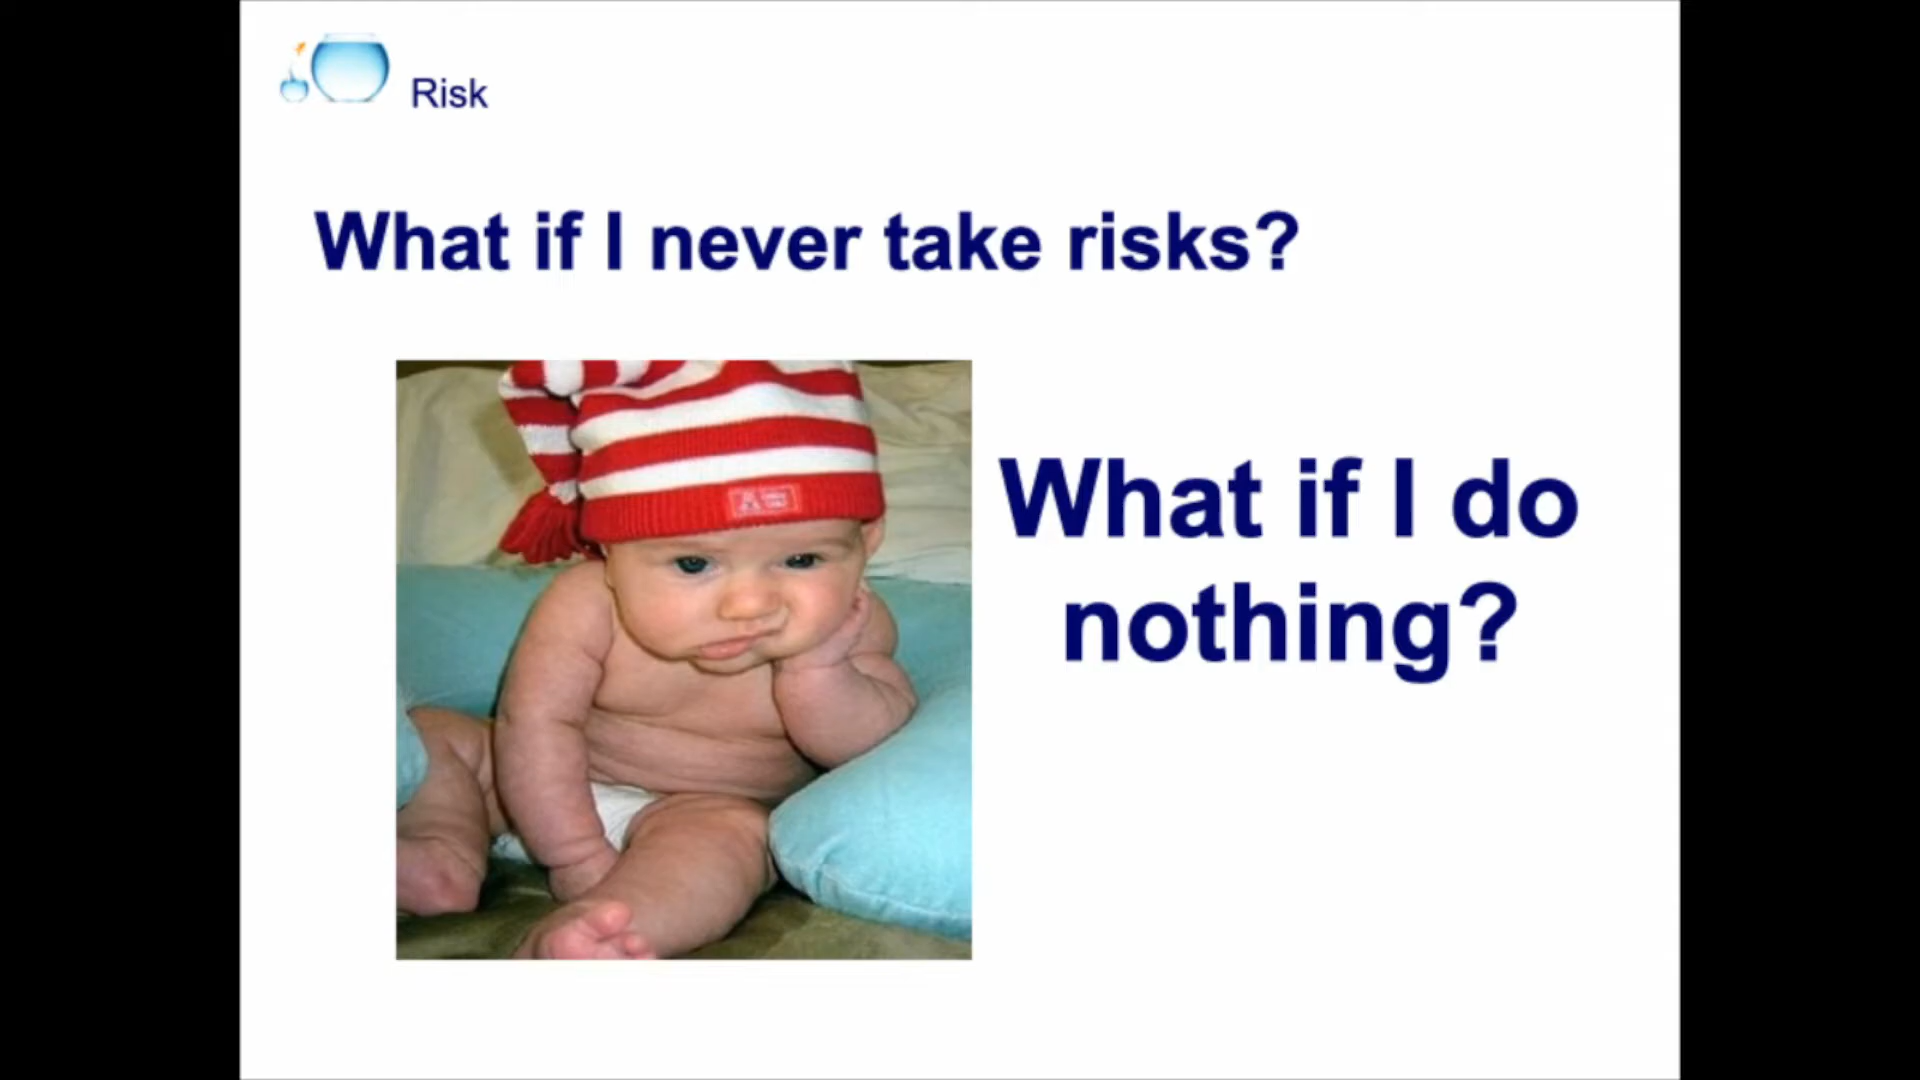 Risk
What if I never take risks?
What if I do
nothing?